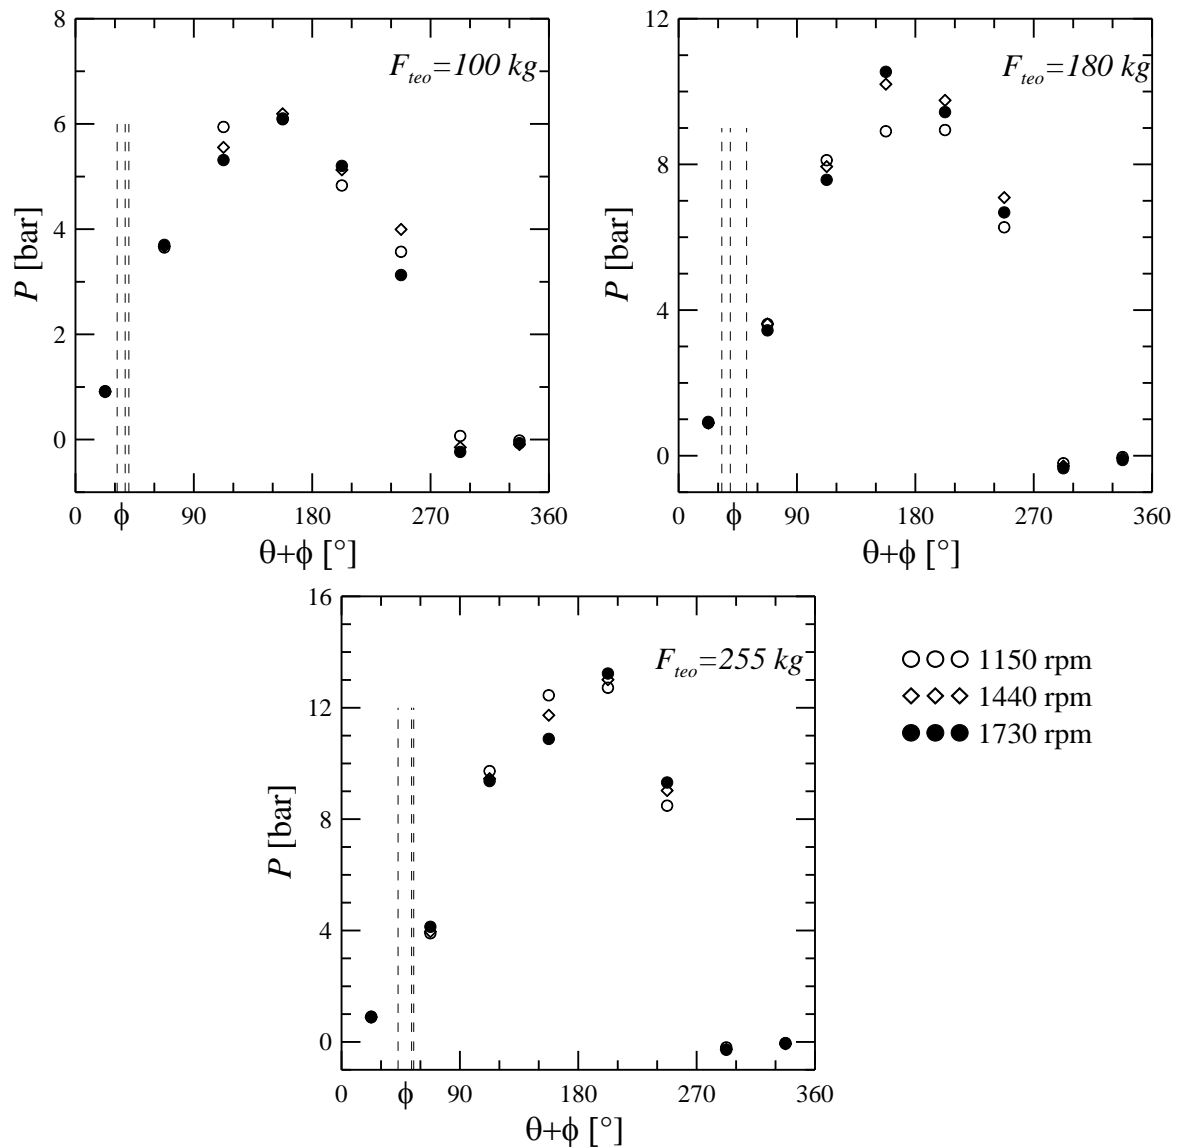 8
6
4
2
0
P [bar]
F_teo=100 kg
0 ϕ 90 180 270 360
θ+ϕ [°]
12
8
4
0
P [bar]
F_teo=180 kg
0 ϕ 90 180 270 360
θ+ϕ [°]
16
12
8
4
0
P [bar]
F_teo=255 kg
0 ϕ 90 180 270 360
θ+ϕ [°]
1150 rpm
1440 rpm
1730 rpm